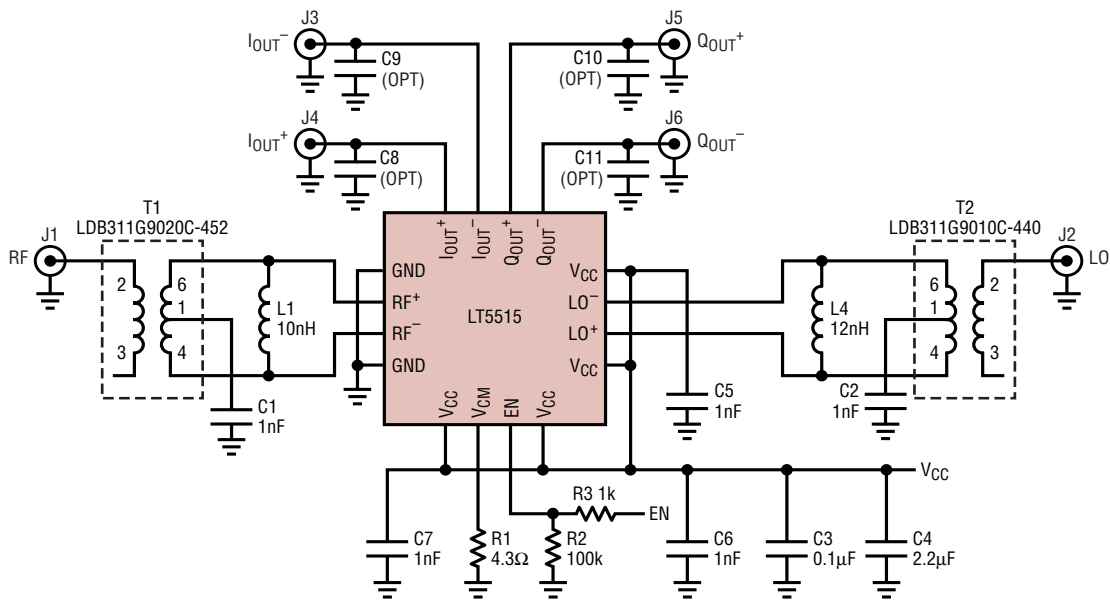 J3
IOUT–
C9
(OPT)
J5
QOUT+
C10
(OPT)
J4
IOUT+
C8
(OPT)
J6
QOUT–
C11
(OPT)
T1
LDB311G9020C-452
J1
RF
2
3
6
1
4
L1
10nH
C1
1nF
IOUT+
IOUT–
QOUT+
QOUT–
GND
RF+
RF–
GND
LT5515
VCC
LO–
LO+
VCC
VCC
VCM
EN
VCC
T2
LDB311G9010C-440
J2
LO
L4
12nH
6
1
4
2
3
C5
1nF
C2
1nF
VCC
R3 1k
EN
C7
1nF
R1
4.3Ω
R2
100k
C6
1nF
C3
0.1µF
C4
2.2µF